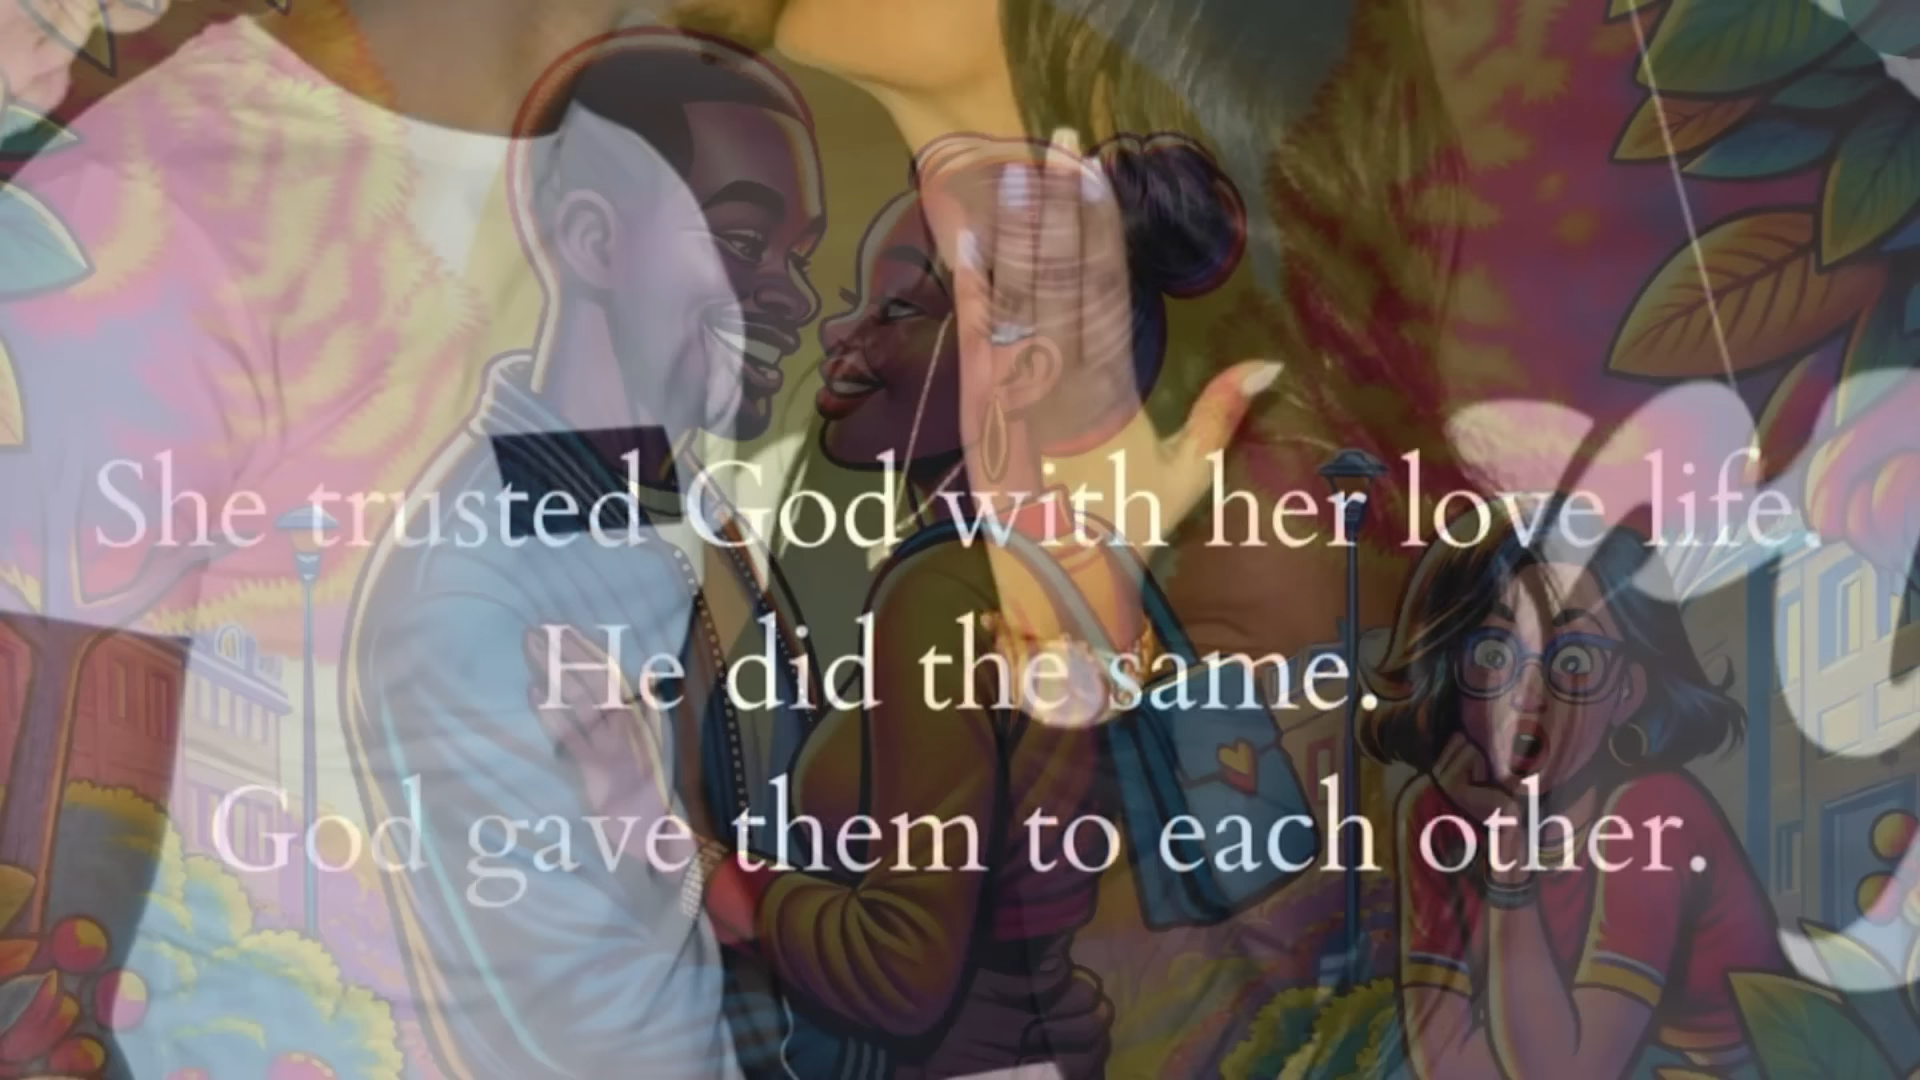 She trusted God with her love life.
He did the same.
God gave them to each other.